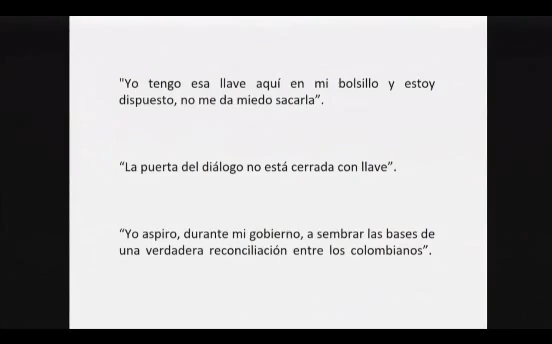 "Yo tengo esa llave aquí en mi bolsillo y estoy
dispuesto, no me da miedo sacarla”.
“La puerta del diálogo no está cerrada con llave”.
“Yo aspiro, durante mi gobierno, a sembrar las bases de
una verdadera reconciliación entre los colombianos”.